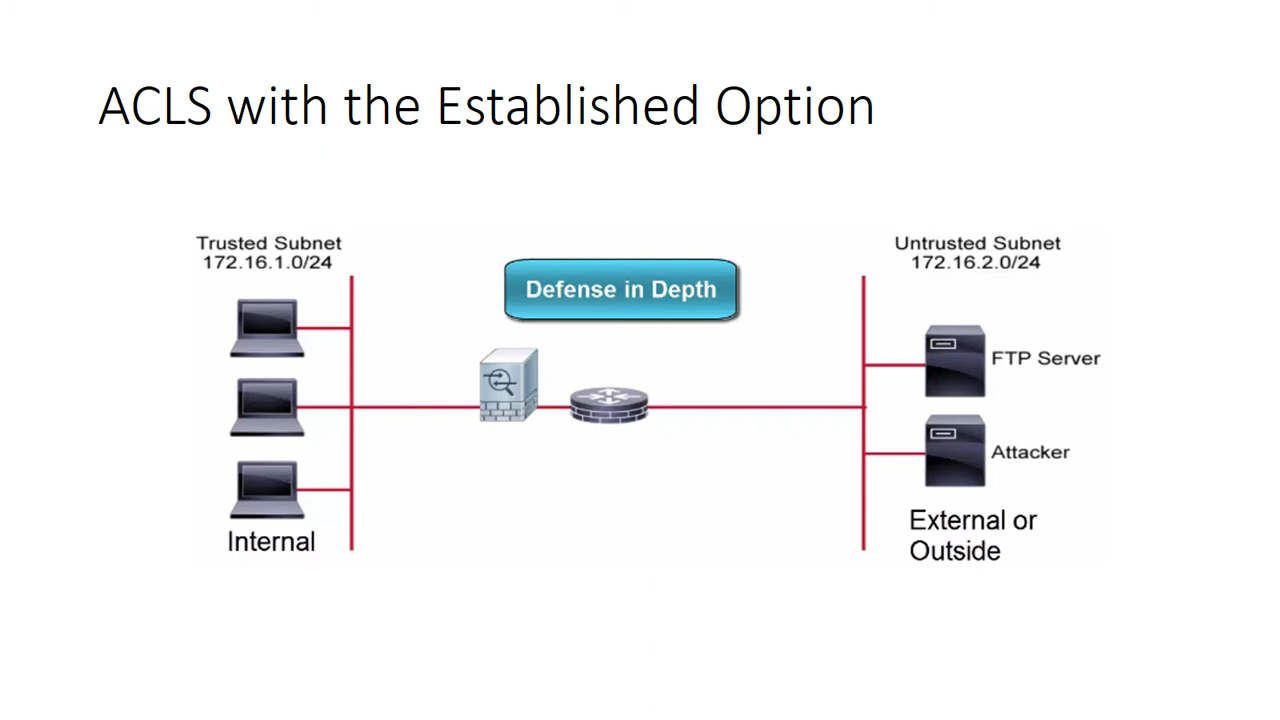 ACLS with the Established Option
Trusted Subnet
172.16.1.0/24
Untrusted Subnet
172.16.2.0/24
Defense in Depth
FTP Server
Attacker
Internal
External or
Outside